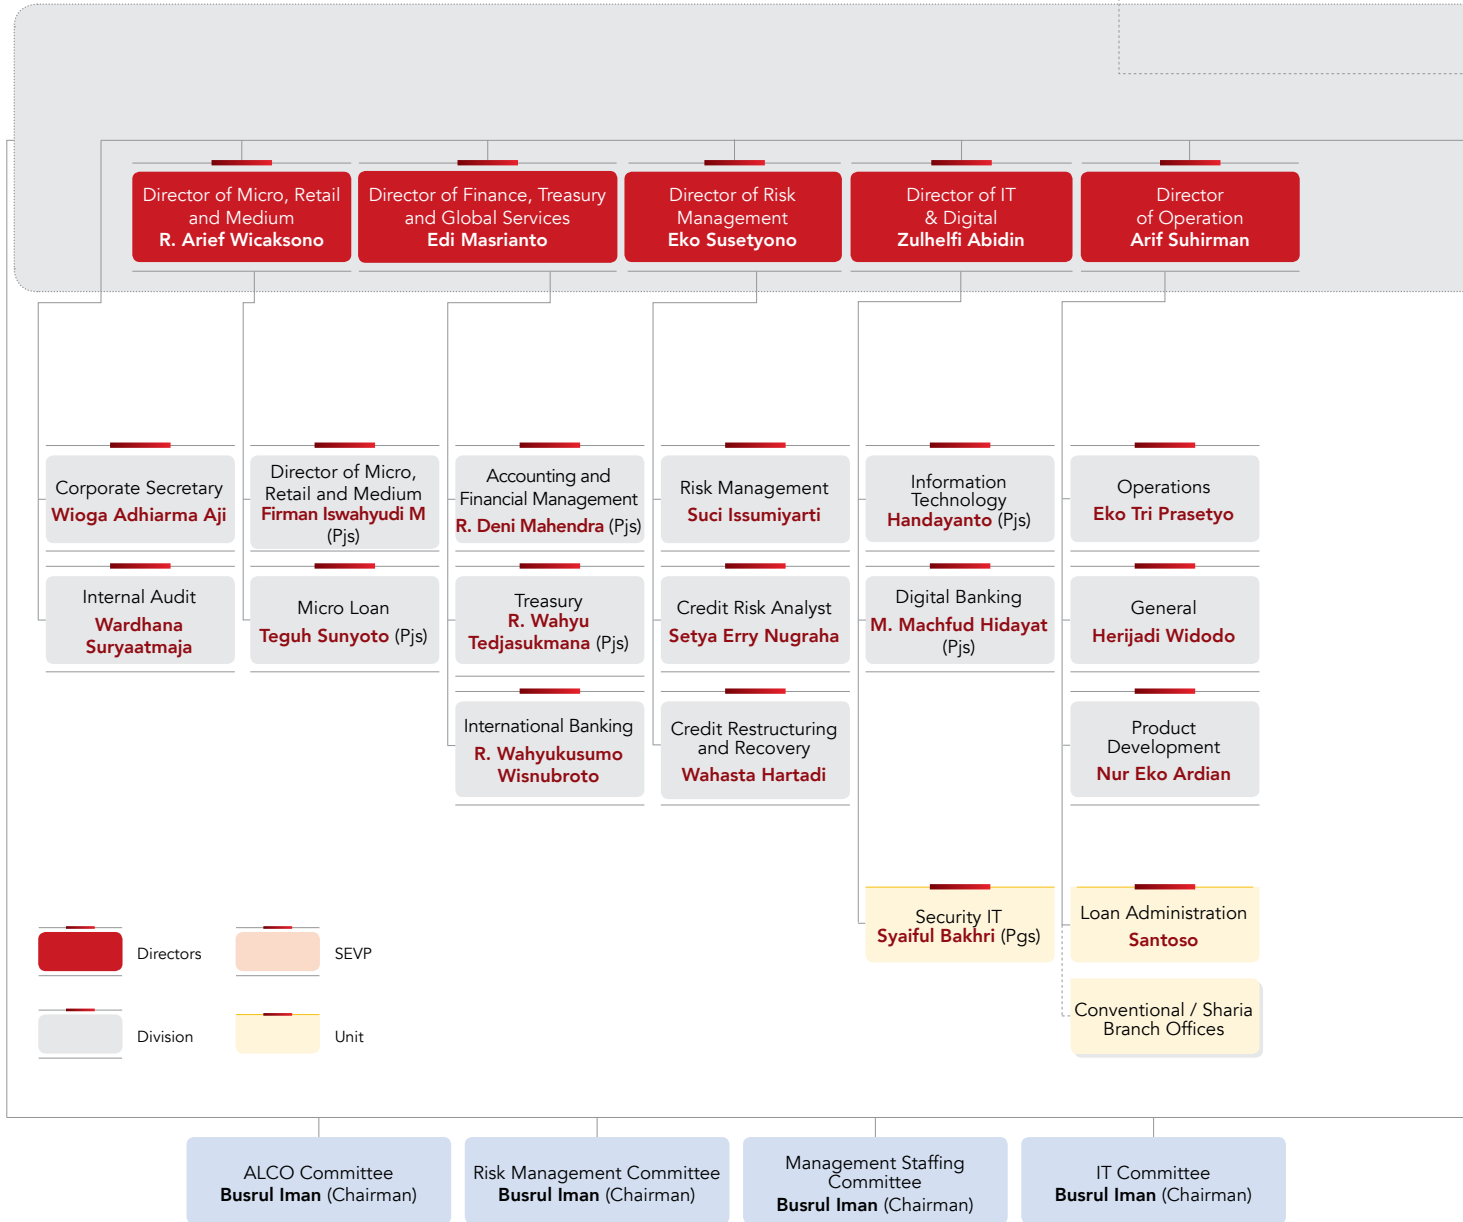 Director of Micro, Retail
and Medium
R. Arief Wicaksono
Director of Finance, Treasury
and Global Services
Edi Masrianto
Director of Risk
Management
Eko Susetyono
Director of IT
& Digital
Zulhelfi Abidin
Director
of Operation
Arif Suhirman
Corporate Secretary
Wioga Adhiarma Aji
Director of Micro,
Retail and Medium
Firman Iswahyudi M
(Pjs)
Accounting and
Financial Management
R. Deni Mahendra (Pjs)
Risk Management
Suci Issumiyarti
Information
Technology
Handayanto (Pjs)
Operations
Eko Tri Prasetyo
Internal Audit
Wardhana
Suryaatmaja
Micro Loan
Teguh Sunyoto (Pjs)
Treasury
R. Wahyu
Tedjasukmana (Pjs)
Credit Risk Analyst
Setya Erry Nugraha
Digital Banking
M. Machfud Hidayat
(Pjs)
General
Herijadi Widodo
International Banking
R. Wahyukusumo
Wisnubroto
Credit Restructuring
and Recovery
Wahasta Hartadi
Product
Development
Nur Eko Ardian
Security IT
Syaiful Bakhri (Pgs)
Loan Administration
Santoso
Conventional / Sharia
Branch Offices
Directors
SEVP
Division
Unit
ALCO Committee
Busrul Iman (Chairman)
Risk Management Committee
Busrul Iman (Chairman)
Management Staffing
Committee
Busrul Iman (Chairman)
IT Committee
Busrul Iman (Chairman)